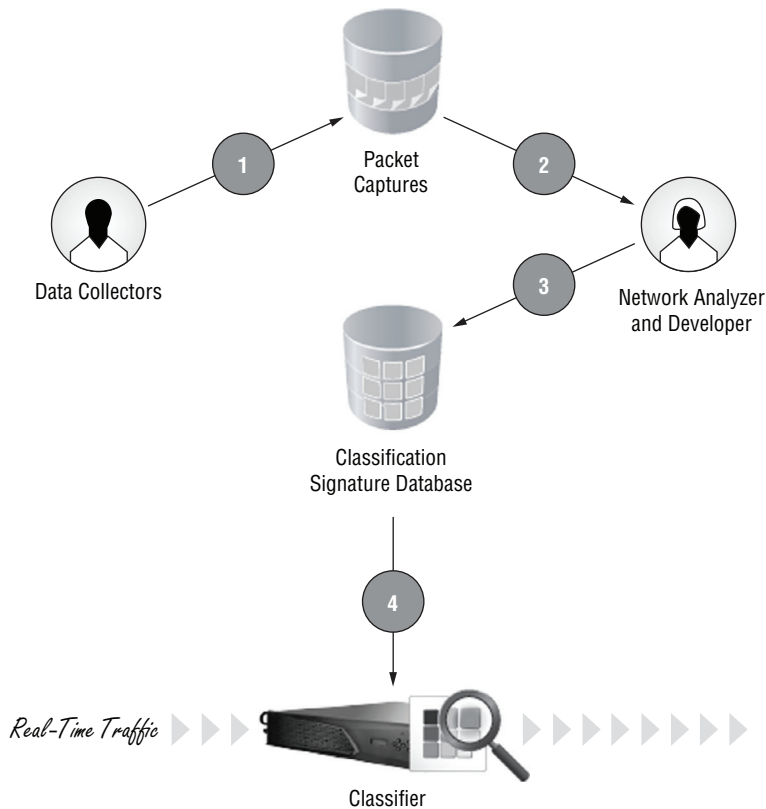 1
2
Packet
Captures
Data Collectors
3
Network Analyzer
and Developer
Classification
Signature Database
4
Real-Time Traffic
Classifier